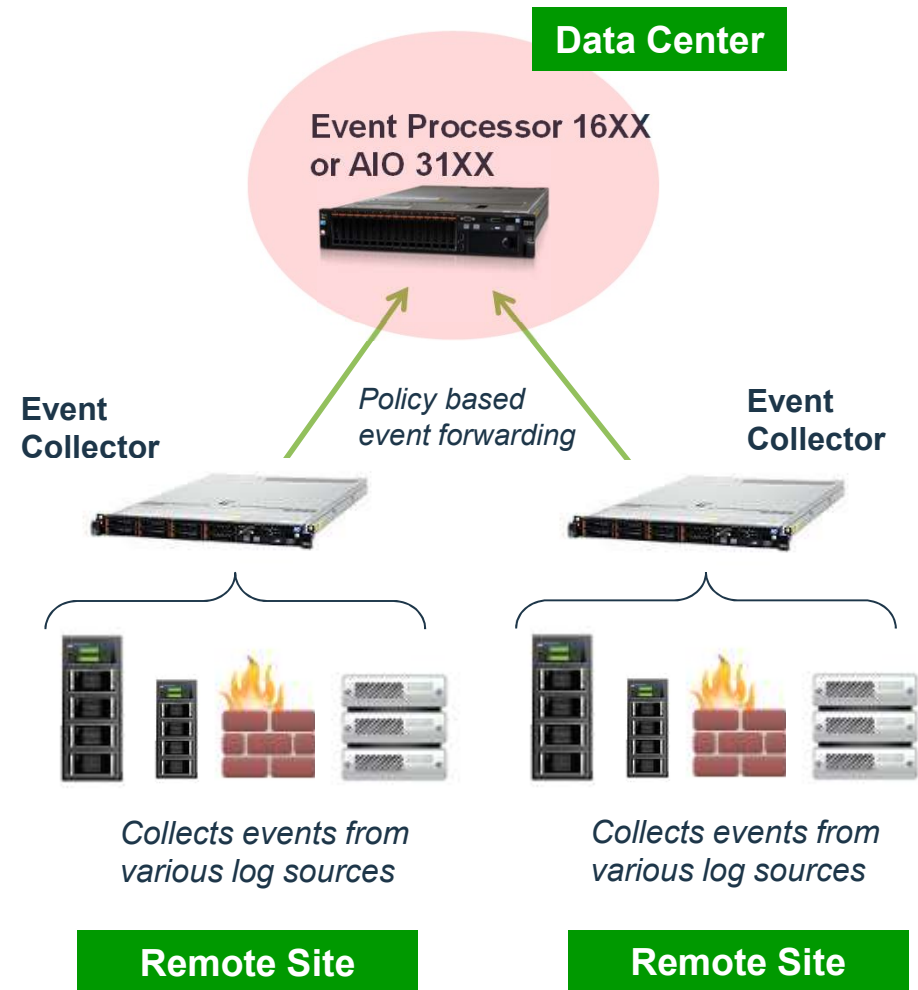 Data Center
Event Processor 16XX
or AIO 31XX
Event
Collector
Policy based
event forwarding
Event
Collector
Collects events from
various log sources
Collects events from
various log sources
Remote Site
Remote Site